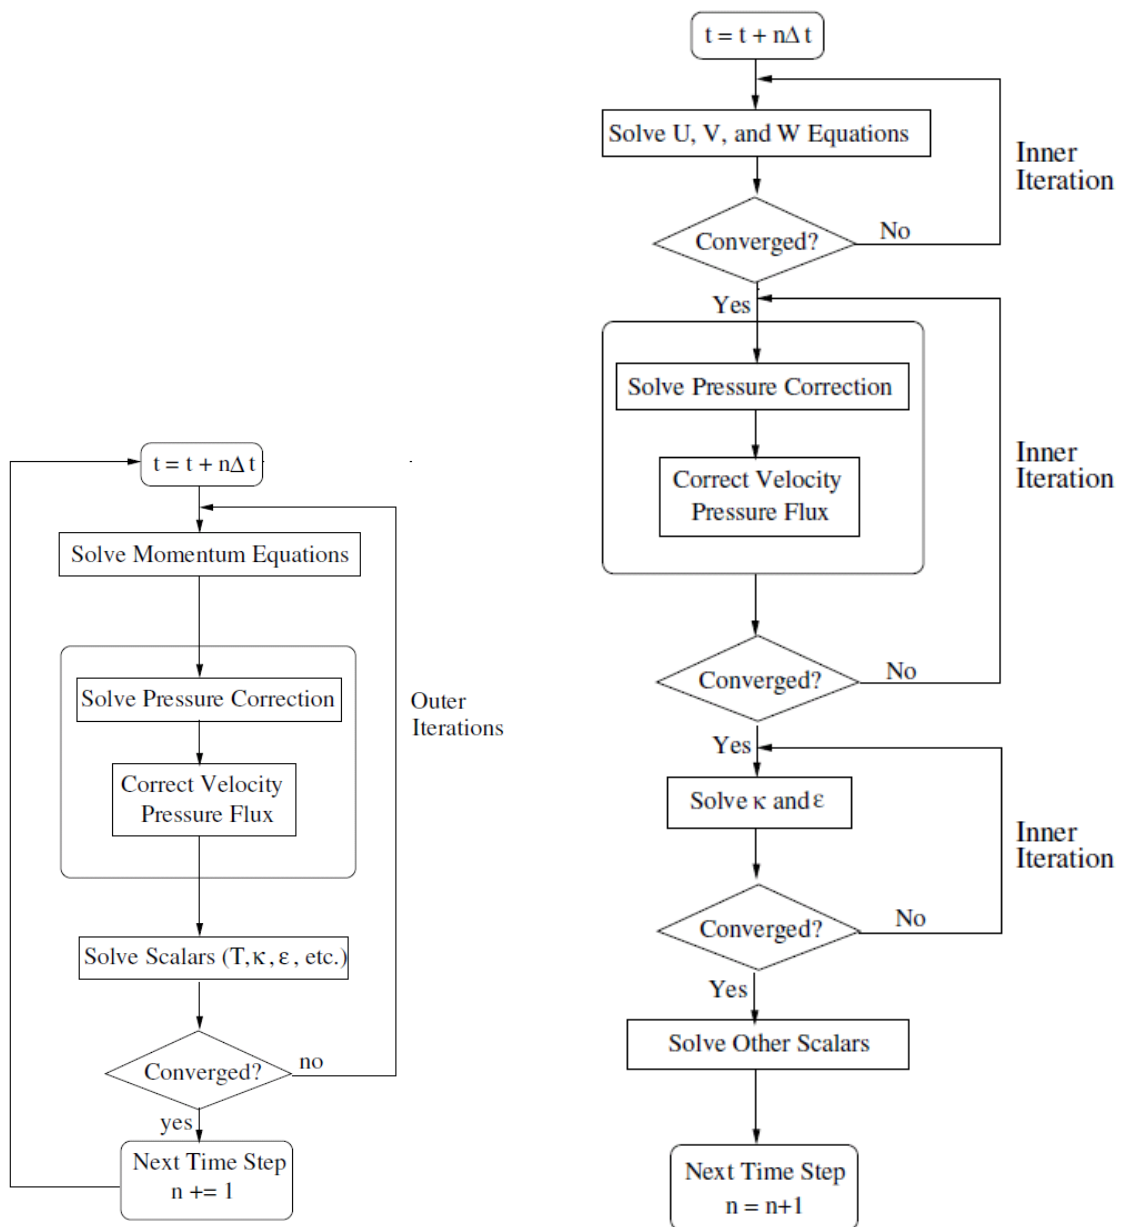 t = t + nΔ t
Solve Momentum Equations
Solve Pressure Correction
Correct Velocity
Pressure Flux
Outer
Iterations
Solve Scalars (T,κ,ε, etc.)
Converged?
no
yes
Next Time Step
n += 1
t = t + nΔ t
Solve U, V, and W Equations
Inner
Iteration
Converged?
No
Yes
Solve Pressure Correction
Correct Velocity
Pressure Flux
Inner
Iteration
Converged?
No
Yes
Solve κ and ε
Inner
Iteration
Converged?
No
Yes
Solve Other Scalars
Next Time Step
n = n+1